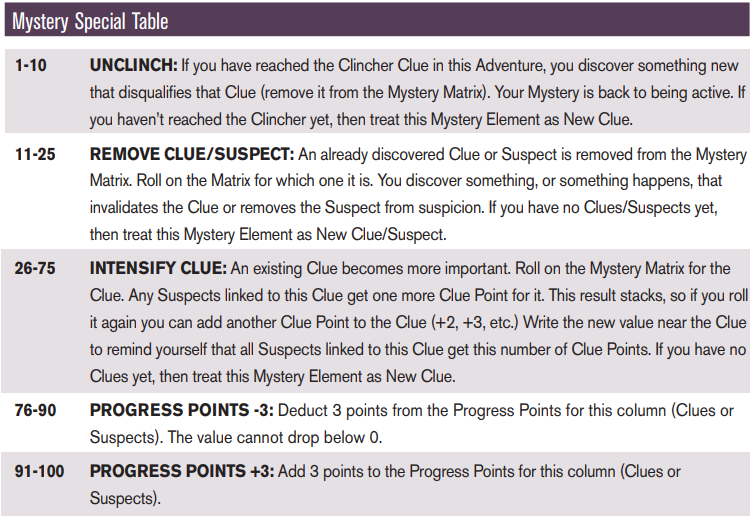 Mystery Special Table
1-10 UNCLINCH: If you have reached the Clincher Clue in this Adventure, you discover something new
that disqualifies that Clue (remove it from the Mystery Matrix). Your Mystery is back to being active. If
you haven’t reached the Clincher yet, then treat this Mystery Element as New Clue.
11-25 REMOVE CLUE/SUSPECT: An already discovered Clue or Suspect is removed from the Mystery
Matrix. Roll on the Matrix for which one it is. You discover something, or something happens, that
invalidates the Clue or removes the Suspect from suspicion. If you have no Clues/Suspects yet,
then treat this Mystery Element as New Clue/Suspect.
26-75 INTENSIFY CLUE: An existing Clue becomes more important. Roll on the Mystery Matrix for the
Clue. Any Suspects linked to this Clue get one more Clue Point for it. This result stacks, so if you roll
it again you can add another Clue Point to the Clue (+2, +3, etc.) Write the new value near the Clue
to remind yourself that all Suspects linked to this Clue get this number of Clue Points. If you have no
Clues yet, then treat this Mystery Element as New Clue.
76-90 PROGRESS POINTS -3: Deduct 3 points from the Progress Points for this column (Clues or
Suspects). The value cannot drop below 0.
91-100 PROGRESS POINTS +3: Add 3 points to the Progress Points for this column (Clues or
Suspects).